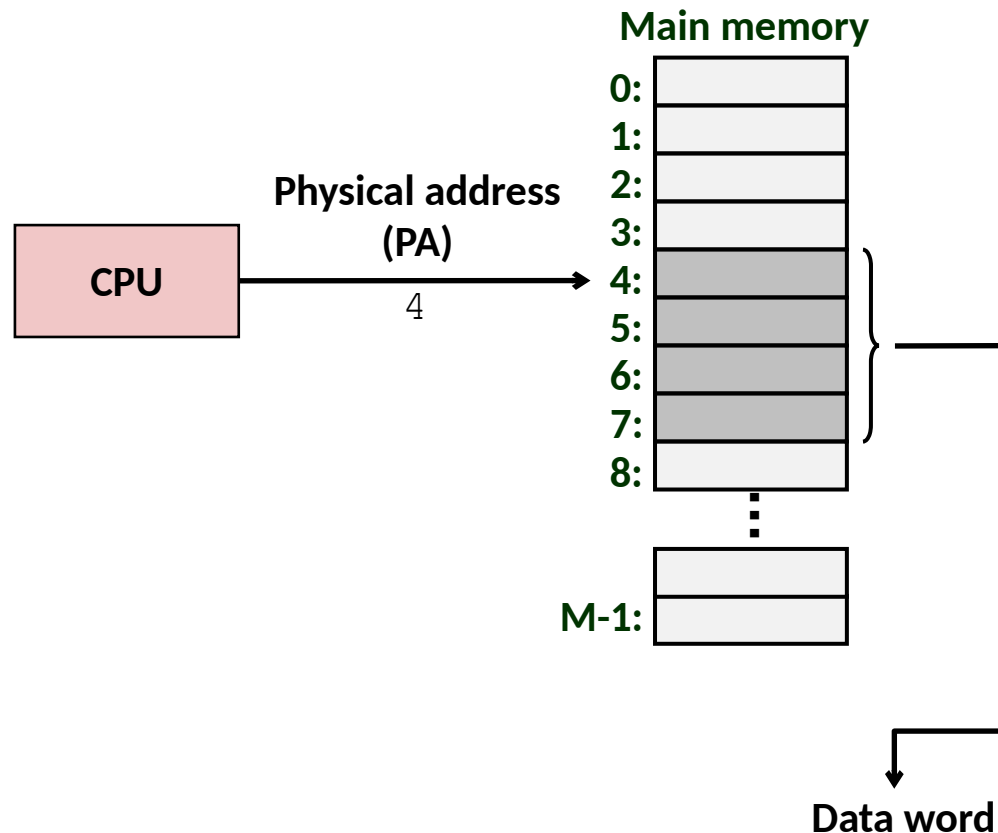 Main memory
0:
1:
2:
3:
4:
5:
6:
7:
8:
M-1:
Physical address
(PA)
4
CPU
Data word